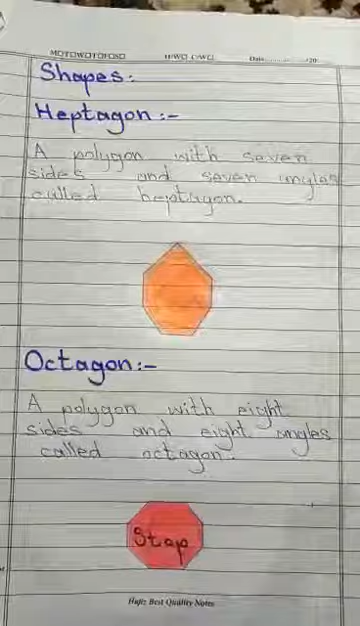 Shapes:
Heptagon :-
A polygon with seven
sides and seven angles
called heptagon.
Octagon:-
A polygon with eight
sides and eight angles
called octagon.
Stop
Hafiz Best Quality Notes